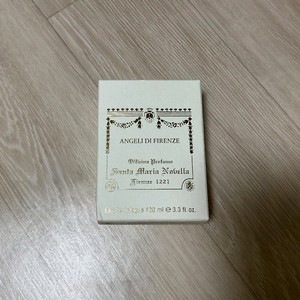 ANGELI DI FIRENZE
Officina Profumo
Santa Maria Novella
Firenze 1221
100 ml ℮ 3.3 fl. oz.